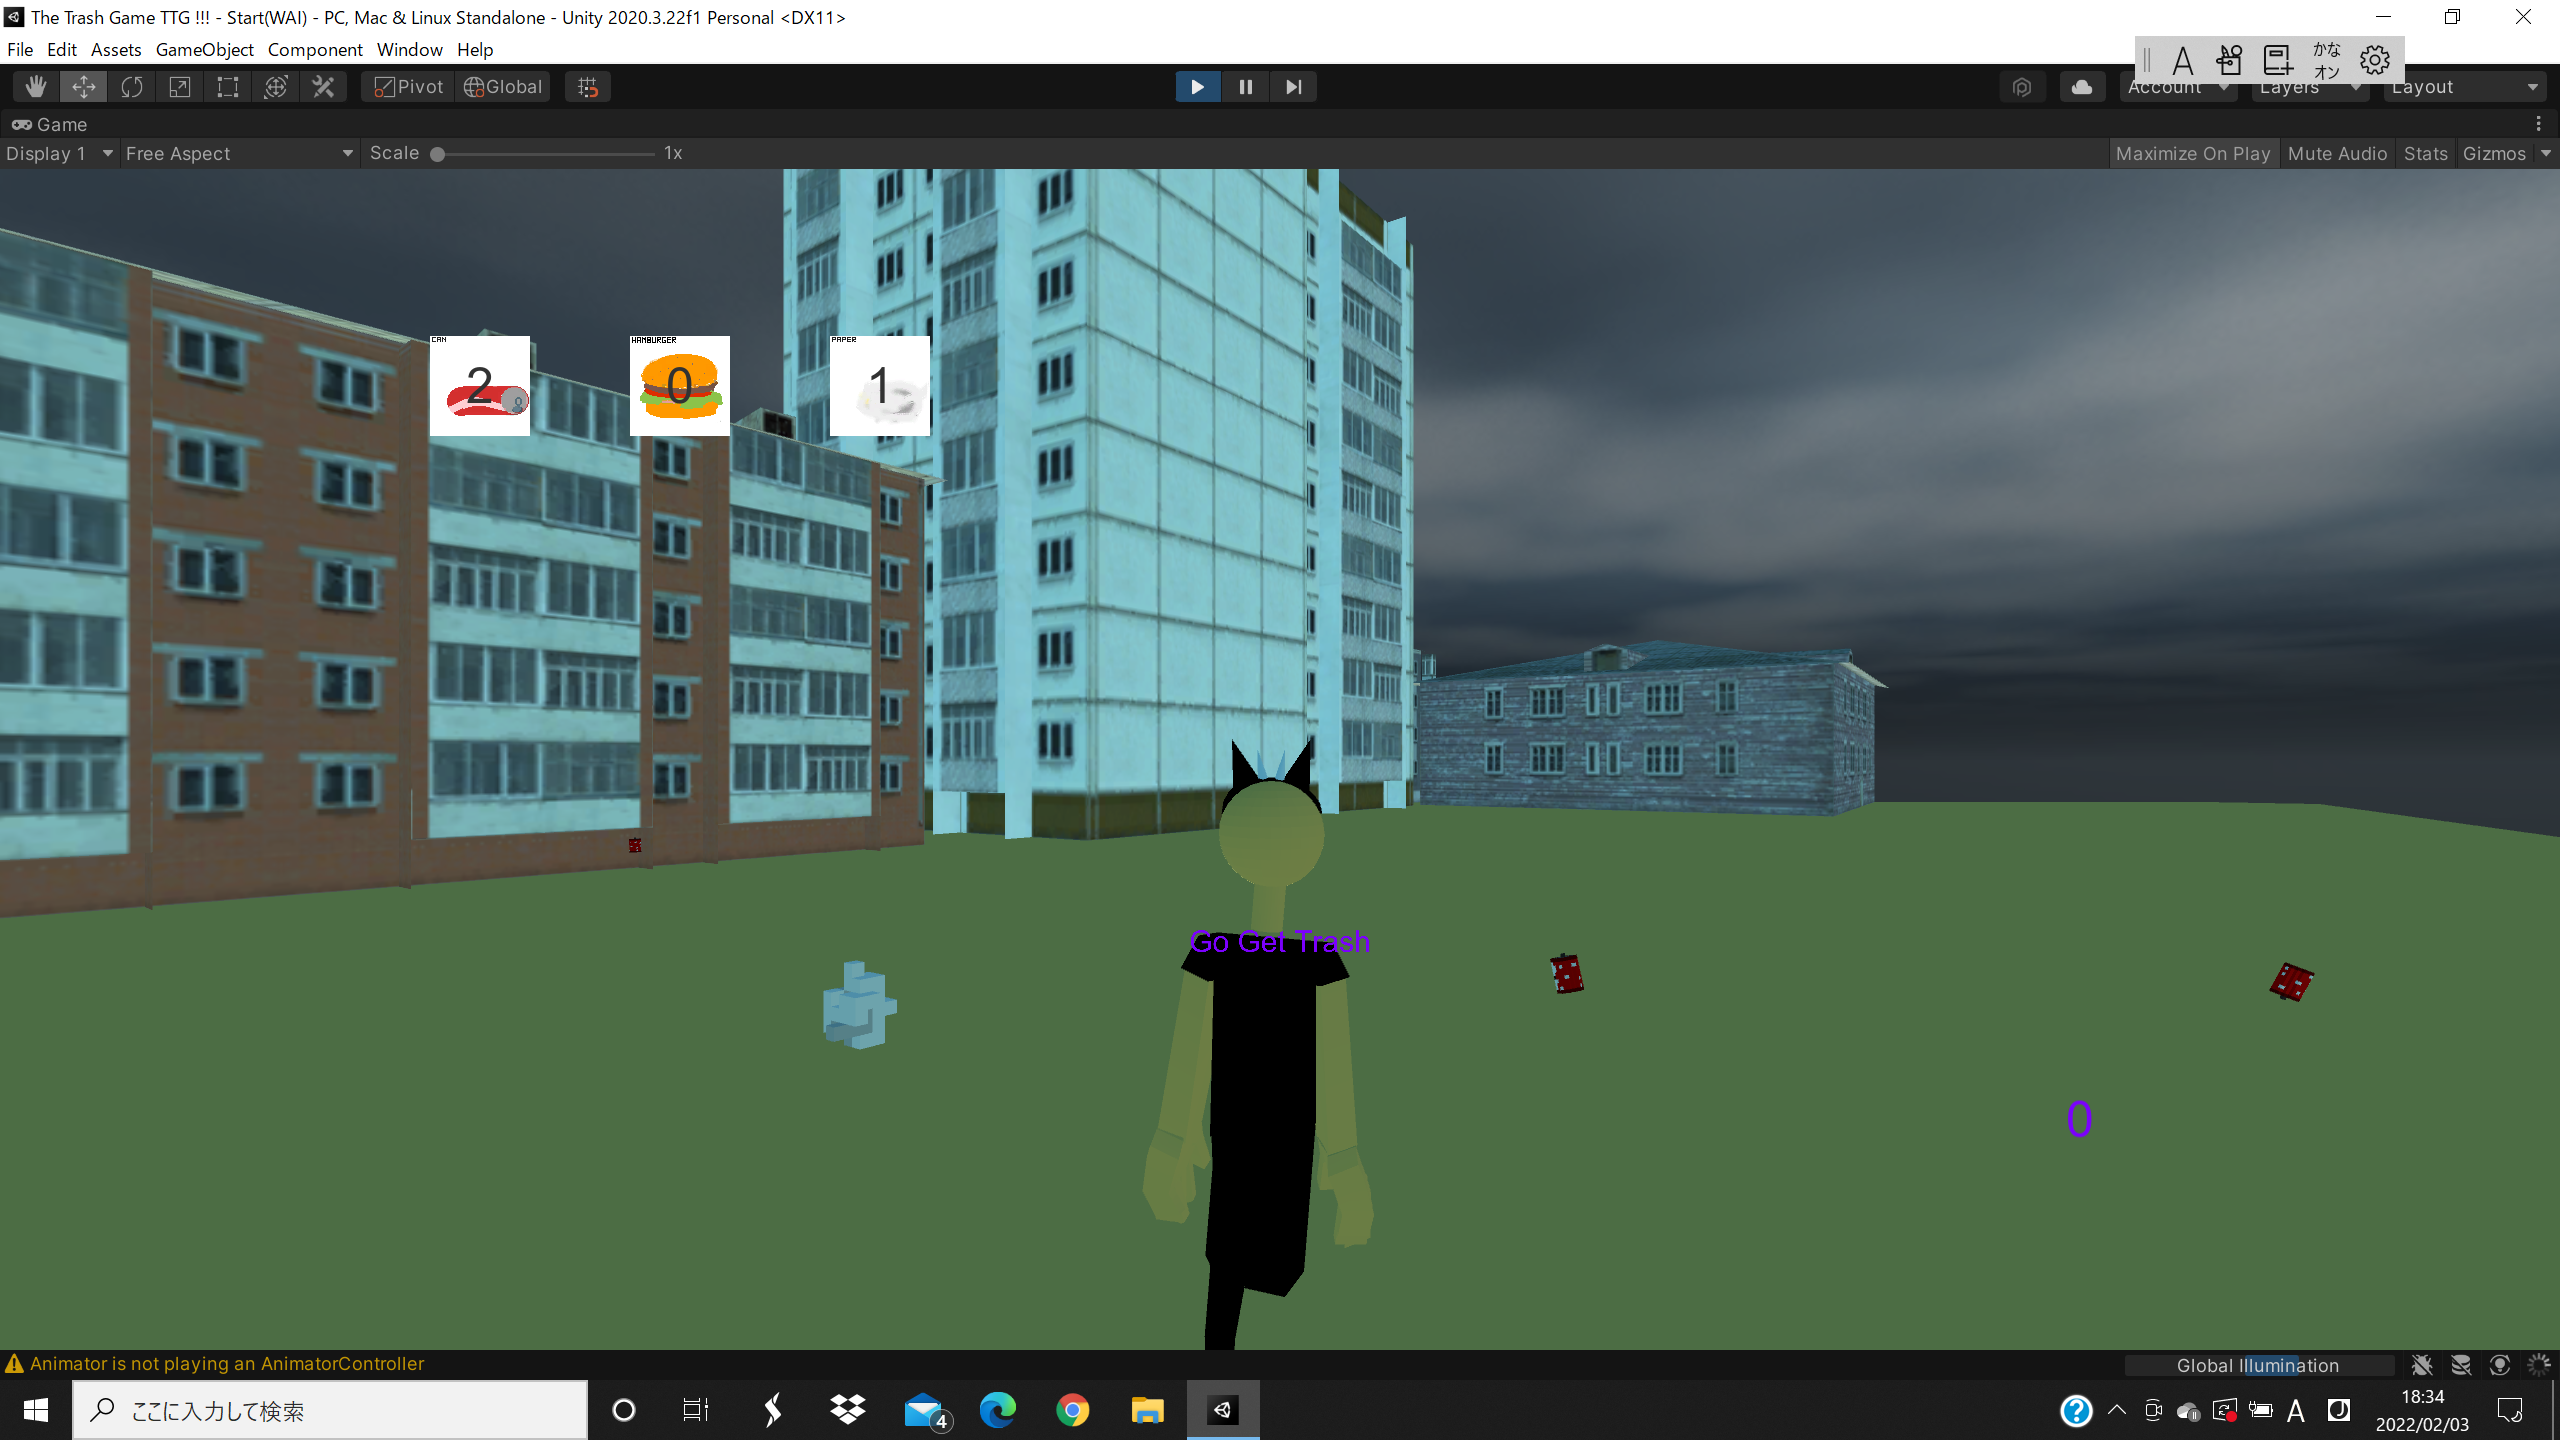 The Trash Game TTG !!! - Start(WAI) - PC, Mac & Linux Standalone - Unity 2020.3.22f1 Personal <DX11>
File Edit Assets GameObject Component Window Help
A かなオン
Pivot Global Account Layers Layout
Game
Display 1 Free Aspect Scale 1x Maximize On Play Mute Audio Stats Gizmos
CAN HAMBURGER PAPER
2 0 1
Go Get Trash
0
Animator is not playing an AnimatorController Global Illumination
ここに入力して検索 4 A 18:34
2022/02/03